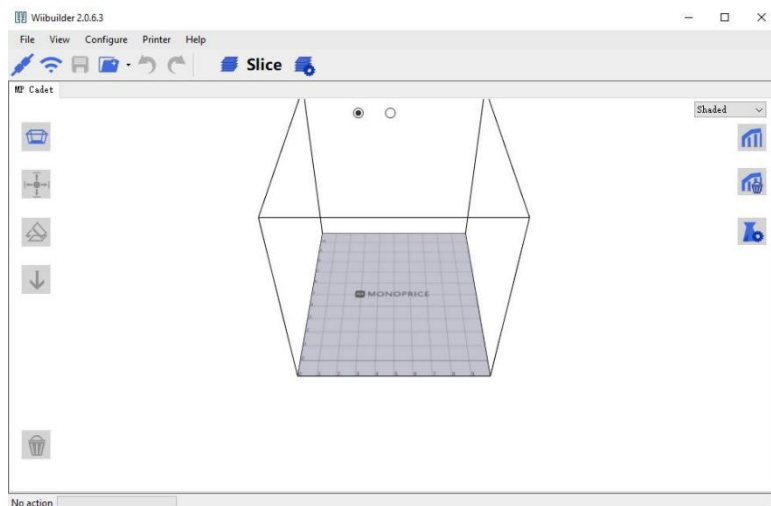 Wiibuilder 2.0.6.3
File View Configure Printer Help
Slice
MP Cadet
Shaded
MONOPRICE
No action